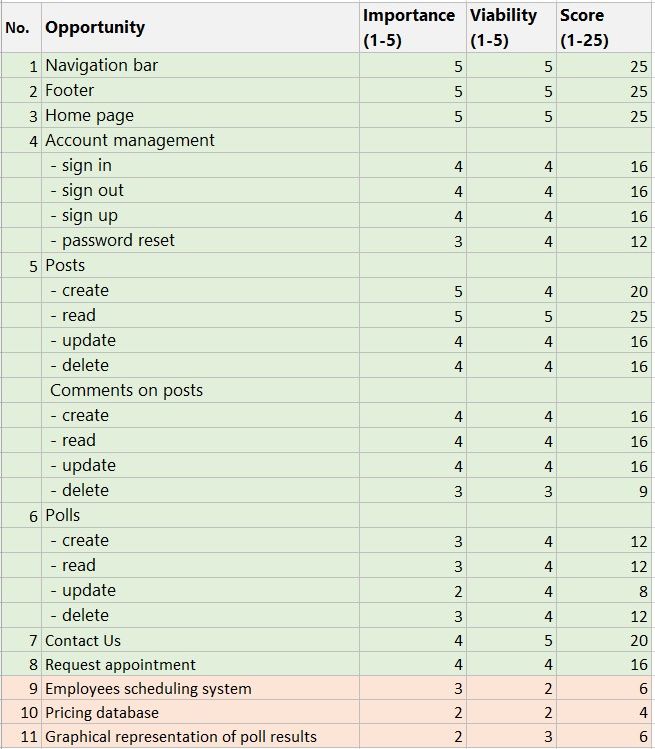 No. Opportunity Importance (1-5) Viability (1-5) Score (1-25)
1 Navigation bar 5 5 25
2 Footer 5 5 25
3 Home page 5 5 25
4 Account management
- sign in 4 4 16
- sign out 4 4 16
- sign up 4 4 16
- password reset 3 4 12
5 Posts
- create 5 4 20
- read 5 5 25
- update 4 4 16
- delete 4 4 16
Comments on posts
- create 4 4 16
- read 4 4 16
- update 4 4 16
- delete 3 3 9
6 Polls
- create 3 4 12
- read 3 4 12
- update 2 4 8
- delete 3 4 12
7 Contact Us 4 5 20
8 Request appointment 4 4 16
9 Employees scheduling system 3 2 6
10 Pricing database 2 2 4
11 Graphical representation of poll results 2 3 6